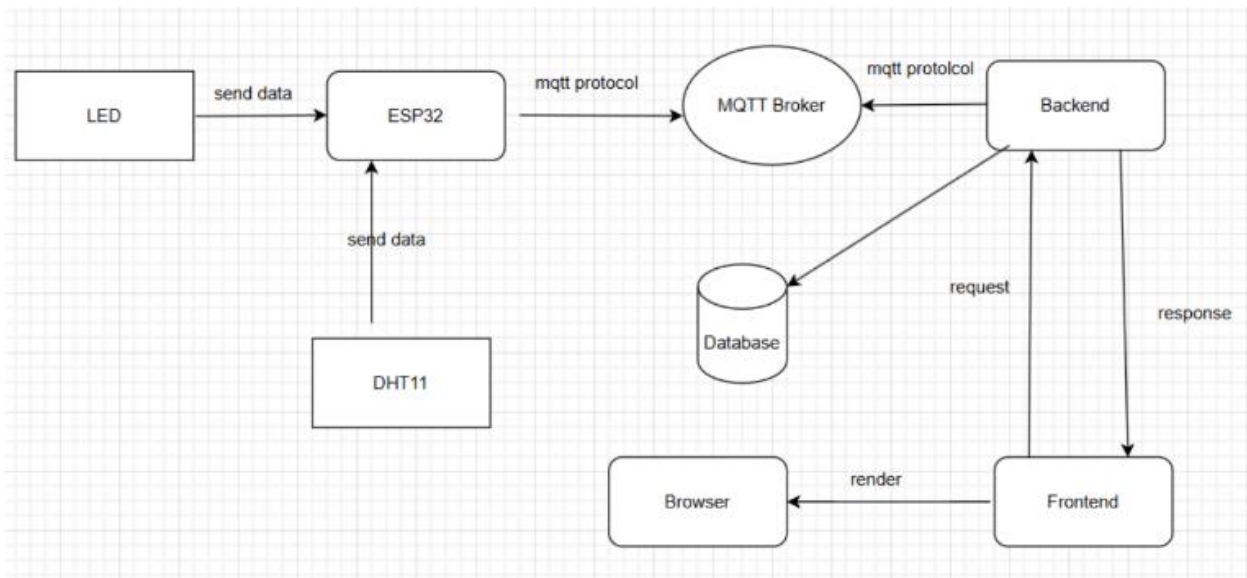 LED
send data
ESP32
mqtt protocol
MQTT Broker
mqtt protolcol
Backend
send data
request
response
Database
DHT11
Browser
render
Frontend